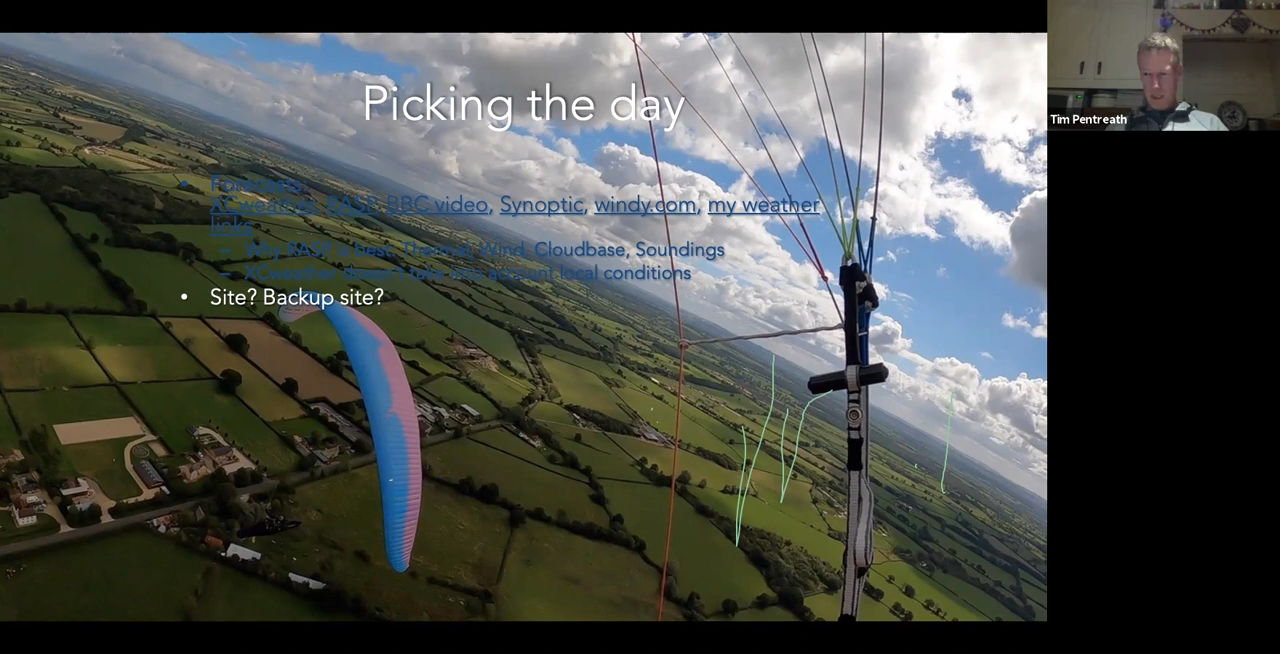 Picking the day
Tim Pentreath
• Forecasts:
XCweather, RASP, BBC video, Synoptic, windy.com, my weather
links
– Why RASP is best: Thermal, Wind, Cloudbase, Soundings
– XCweather doesn't take into account local conditions
• Site? Backup site?